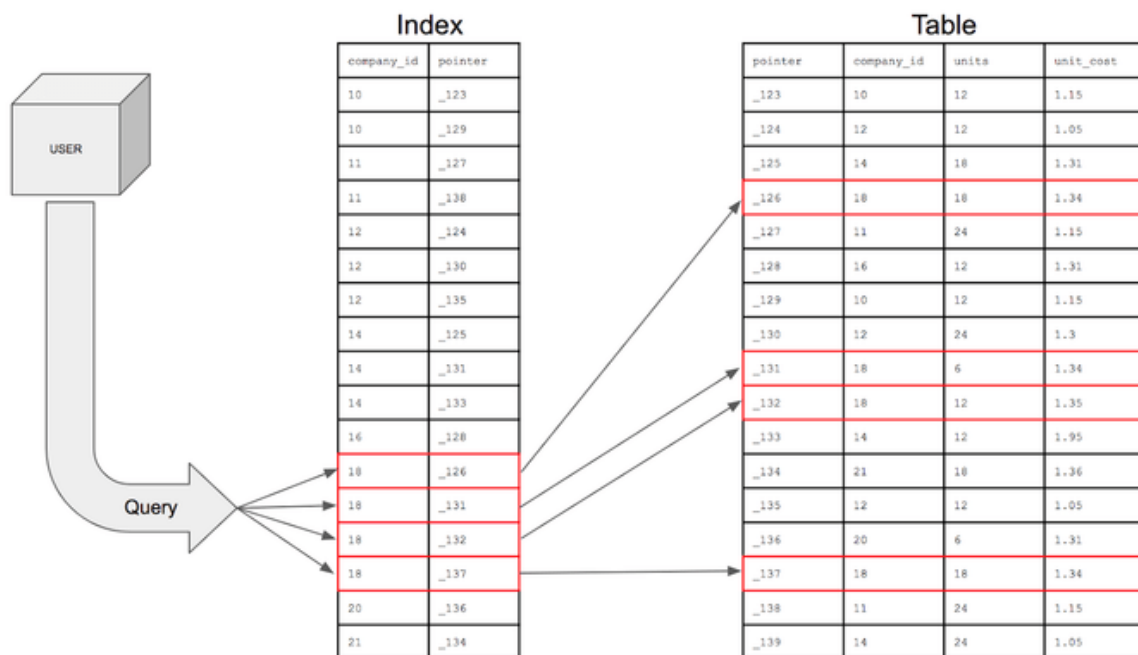 Index
company_id pointer
10 _123
10 _129
11 _127
11 _138
12 _124
12 _130
12 _135
14 _125
14 _131
14 _133
16 _128
18 _126
18 _131
18 _132
18 _137
20 _136
21 _134
Table
pointer company_id units unit_cost
_123 10 12 1.15
_124 12 12 1.05
_125 14 18 1.31
_126 18 18 1.34
_127 11 24 1.15
_128 16 12 1.31
_129 10 12 1.15
_130 12 24 1.3
_131 18 6 1.34
_132 18 12 1.35
_133 14 12 1.95
_134 21 18 1.36
_135 12 12 1.05
_136 20 6 1.31
_137 18 18 1.34
_138 11 24 1.15
_139 14 24 1.05
USER
Query